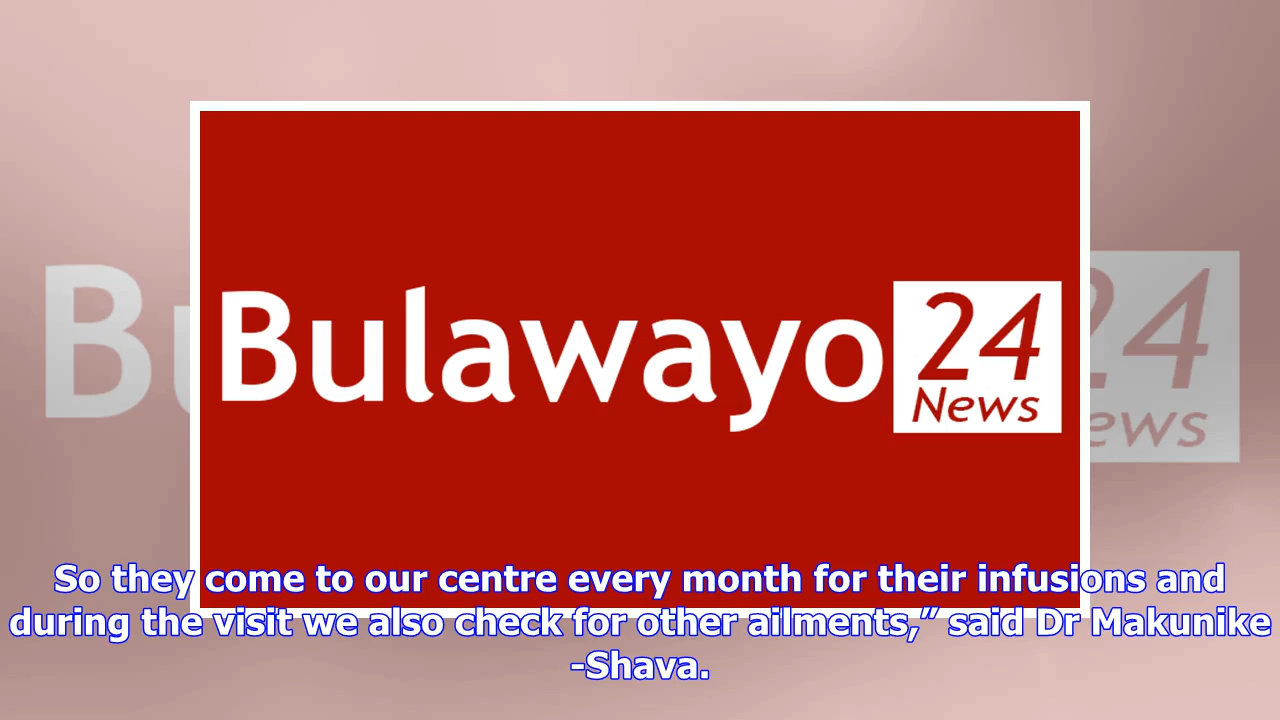 Bulawayo 24
News
So they come to our centre every month for their infusions and
during the visit we also check for other ailments,” said Dr Makunike
-Shava.